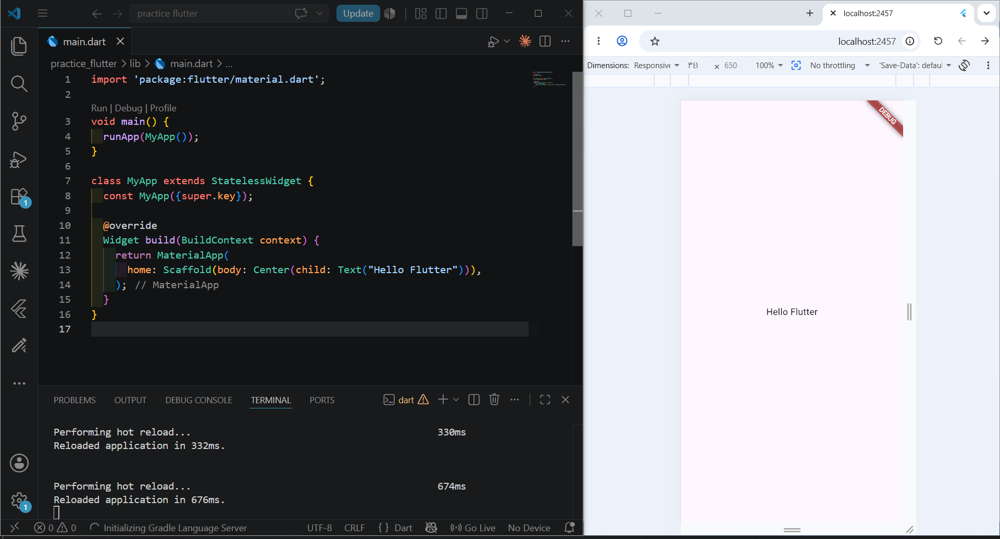 practice flutter
Update
main.dart
practice_flutter > lib > main.dart > ...
1 import 'package:flutter/material.dart';
2
Run | Debug | Profile
3 void main() {
4 runApp(MyApp());
5 }
6
7 class MyApp extends StatelessWidget {
8 const MyApp({super.key});
9
10 @override
11 Widget build(BuildContext context) {
12 return MaterialApp(
13 home: Scaffold(body: Center(child: Text("Hello Flutter"))),
14 ); // MaterialApp
15 }
16 }
17
PROBLEMS OUTPUT DEBUG CONSOLE TERMINAL PORTS dart
Performing hot reload... 330ms
Reloaded application in 332ms.
Performing hot reload... 674ms
Reloaded application in 676ms.
1
1
0 0 Initializing Gradle Language Server UTF-8 CRLF {} Dart Go Live No Device
localhost:2457
localhost:2457
Dimensions: Responsive ٣٤١ × 650 100% No throttling 'Save-Data': defaul
DEBUG
Hello Flutter